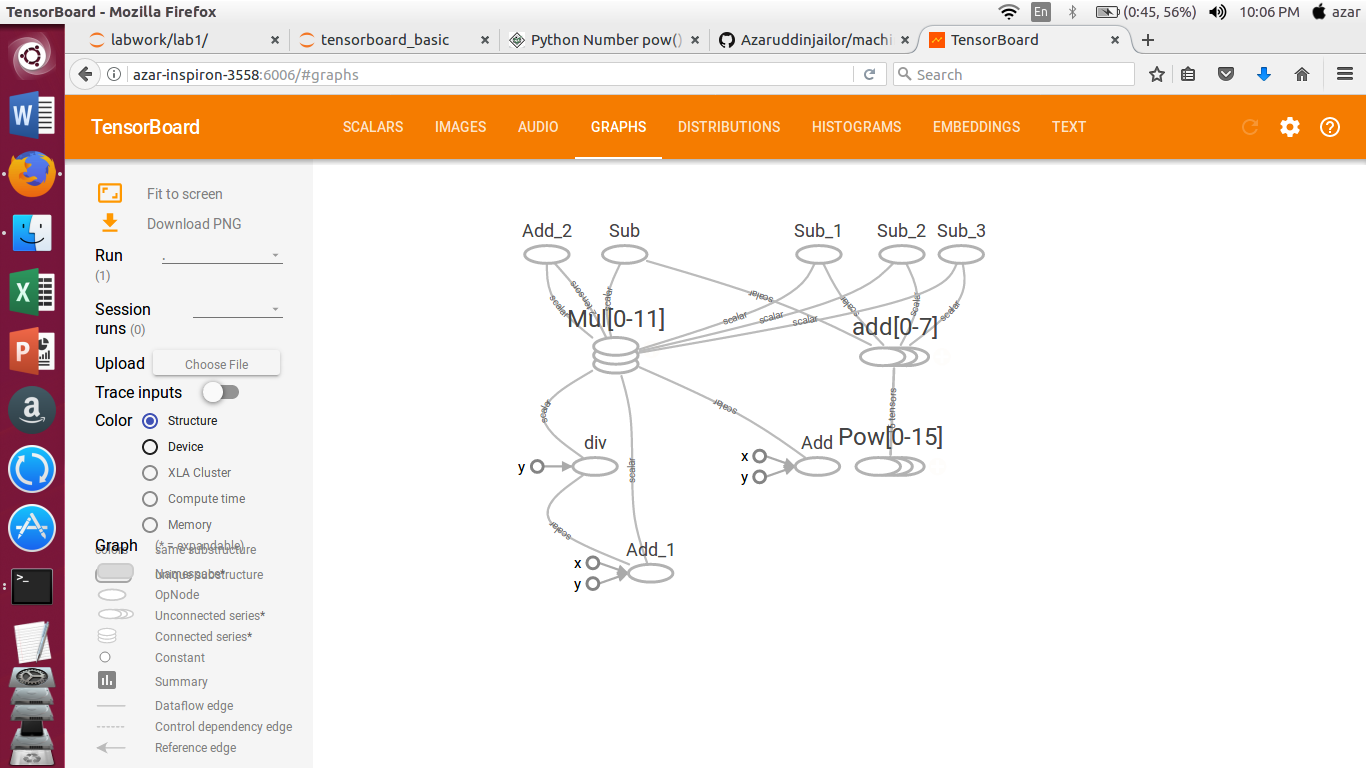 TensorBoard - Mozilla Firefox
En
(0:45, 56%)
10:06 PM
azar
labwork/lab1/
tensorboard_basic
Python Number pow()
Azaruddinjailor/machi
TensorBoard
azar-inspiron-3558:6006/#graphs
Search
TensorBoard
SCALARS
IMAGES
AUDIO
GRAPHS
DISTRIBUTIONS
HISTOGRAMS
EMBEDDINGS
TEXT
Fit to screen
Download PNG
Run
(1)
.
Session
runs (0)
Upload
Choose File
Trace inputs
Color
Structure
Device
XLA Cluster
Compute time
Memory
Graph
(* = expandable)
colors
same substructure
Namespace*
unique substructure
OpNode
Unconnected series*
Connected series*
Constant
Summary
Dataflow edge
Control dependency edge
Reference edge
Add_2
Sub
Sub_1
Sub_2
Sub_3
scalar
2 tensors
scalar
scalar
scalar
scalar
scalar
scalar
scalar
scalar
Mul[0-11]
add[0-7]
scalar
scalar
scalar
tensors
div
Add
Pow[0-15]
y
x
y
scalar
Add_1
x
y